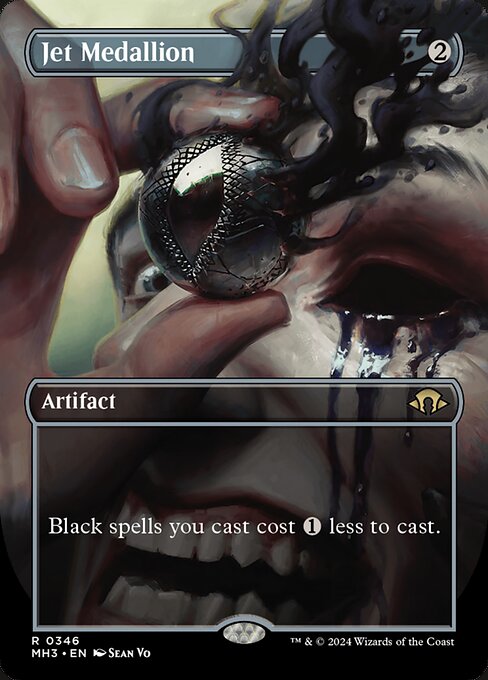 Jet Medallion 2
Artifact
Black spells you cast cost 1 less to cast.
R 0346
MH3 • EN Sean Vo
™ & © 2024 Wizards of the Coast